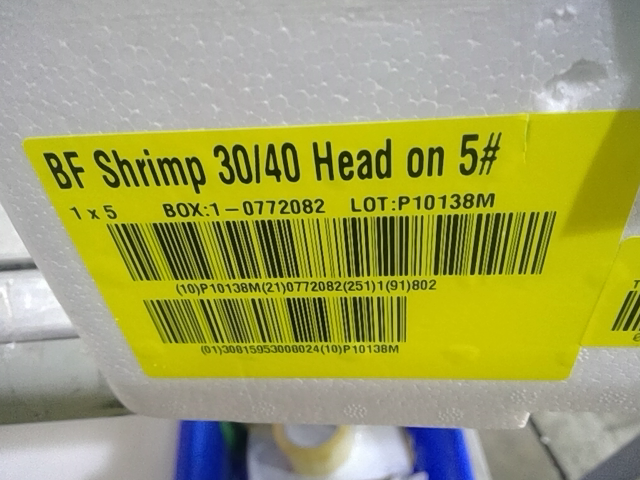 BF Shrimp 30/40 Head on 5#
1 x 5 BOX:1-0772082 LOT:P10138M
(10)P10138M(21)0772082(251)1(91)802
(01)30815953008024(10)P10138M